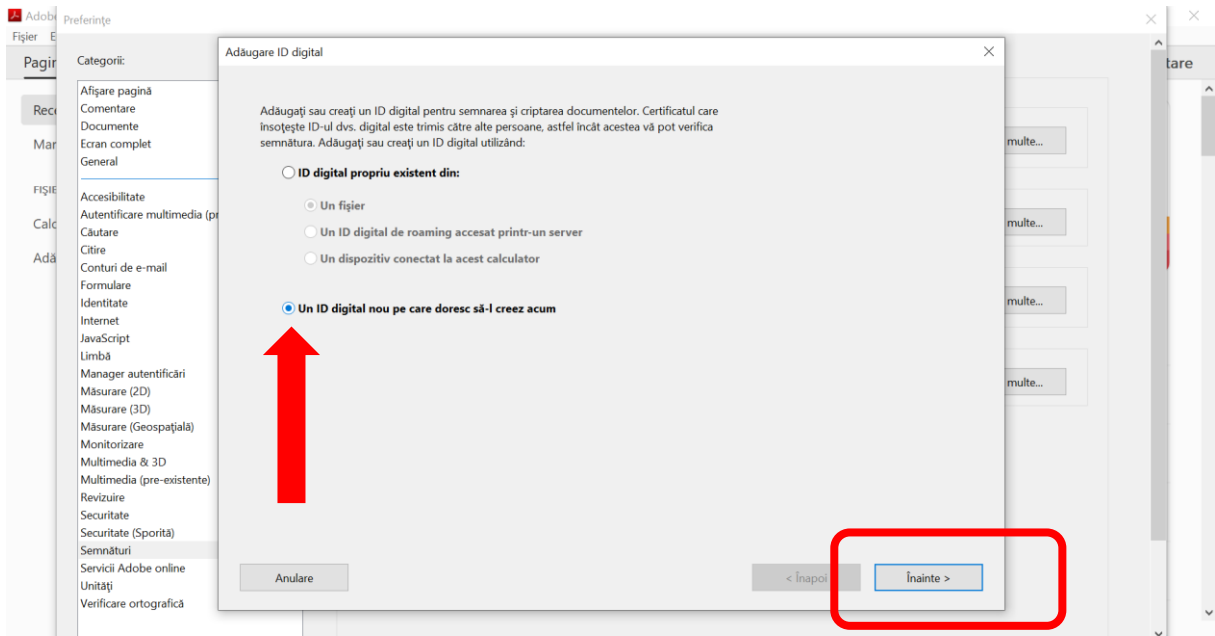 Adobe
Preferințe
Fișier E
Pagin
Rece
Mar
FIȘIE
Calc
Adă
tare
Categorii:
Afișare pagină
Comentare
Documente
Ecran complet
General
Accesibilitate
Autentificare multimedia (pr
Căutare
Citire
Conturi de e-mail
Formulare
Identitate
Internet
JavaScript
Limbă
Manager autentificări
Măsurare (2D)
Măsurare (3D)
Măsurare (Geospațială)
Monitorizare
Multimedia & 3D
Multimedia (pre-existente)
Revizuire
Securitate
Securitate (Sporită)
Semnături
Servicii Adobe online
Unități
Verificare ortografică
Adăugare ID digital
Adăugați sau creați un ID digital pentru semnarea și criptarea documentelor. Certificatul care
însoțește ID-ul dvs. digital este trimis către alte persoane, astfel încât acestea vă pot verifica
semnătura. Adăugați sau creați un ID digital utilizând:
ID digital propriu existent din:
Un fișier
Un ID digital de roaming accesat printr-un server
Un dispozitiv conectat la acest calculator
Un ID digital nou pe care doresc să-l creez acum
Anulare
< Înapoi
Înainte >
multe...
multe...
multe...
multe...